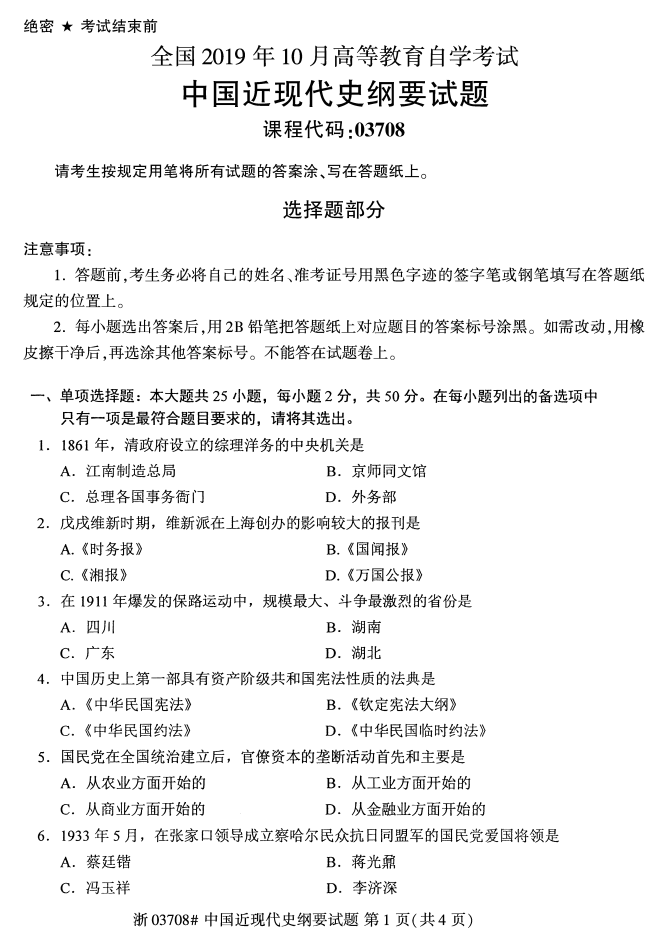 绝密 ★ 考试结束前
全国 2019 年 10 月高等教育自学考试
中国近现代史纲要试题
课程代码:03708
请考生按规定用笔将所有试题的答案涂、写在答题纸上。
选择题部分
注意事项:
1. 答题前,考生务必将自己的姓名、准考证号用黑色字迹的签字笔或钢笔填写在答题纸
规定的位置上。
2. 每小题选出答案后,用 2B 铅笔把答题纸上对应题目的答案标号涂黑。如需改动,用橡
皮擦干净后,再选涂其他答案标号。不能答在试题卷上。
一、单项选择题：本大题共 25 小题，每小题 2 分，共 50 分。在每小题列出的备选项中
只有一项是最符合题目要求的，请将其选出。
1．1861 年，清政府设立的综理洋务的中央机关是
A．江南制造总局 B．京师同文馆
C．总理各国事务衙门 D．外务部
2．戊戌维新时期，维新派在上海创办的影响较大的报刊是
A.《时务报》 B.《国闻报》
C.《湘报》 D.《万国公报》
3．在 1911 年爆发的保路运动中，规模最大、斗争最激烈的省份是
A．四川 B．湖南
C．广东 D．湖北
4．中国历史上第一部具有资产阶级共和国宪法性质的法典是
A．《中华民国宪法》 B．《钦定宪法大纲》
C．《中华民国约法》 D．《中华民国临时约法》
5．国民党在全国统治建立后，官僚资本的垄断活动首先和主要是
A．从农业方面开始的 B．从工业方面开始的
C．从商业方面开始的 D．从金融业方面开始的
6．1933 年 5 月，在张家口领导成立察哈尔民众抗日同盟军的国民党爱国将领是
A．蔡廷锴 B．蒋光鼐
C．冯玉祥 D．李济深
浙 03708# 中国近现代史纲要试题 第 1 页(共 4 页)